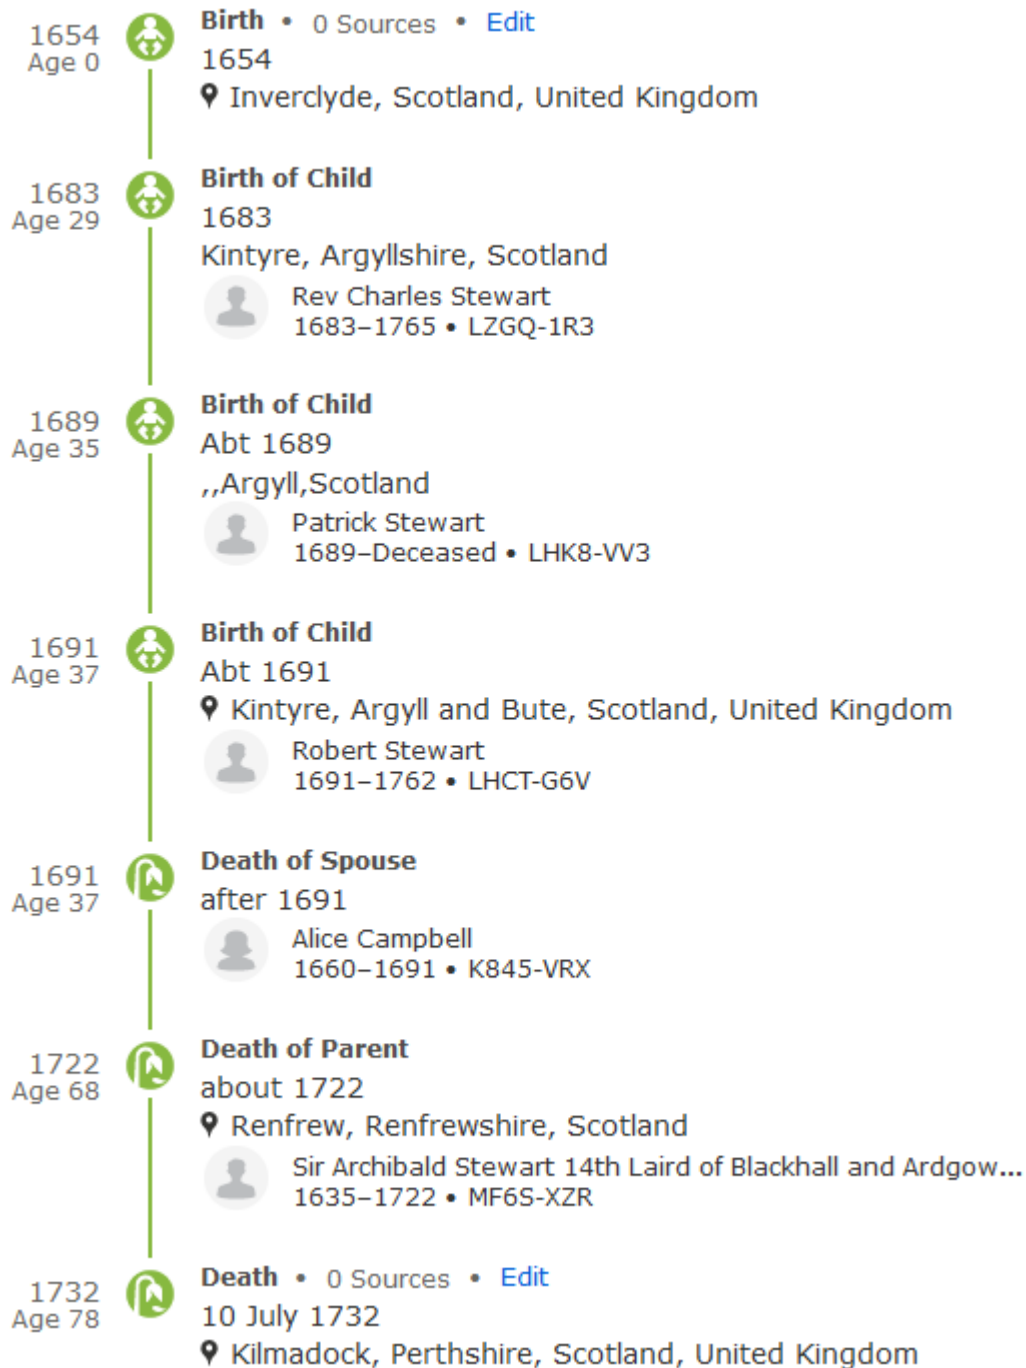 1654
Age 0
Birth • 0 Sources • Edit
1654
Inverclyde, Scotland, United Kingdom
1683
Age 29
Birth of Child
1683
Kintyre, Argyllshire, Scotland
Rev Charles Stewart
1683–1765 • LZGQ-1R3
1689
Age 35
Birth of Child
Abt 1689
,,Argyll,Scotland
Patrick Stewart
1689–Deceased • LHK8-VV3
1691
Age 37
Birth of Child
Abt 1691
Kintyre, Argyll and Bute, Scotland, United Kingdom
Robert Stewart
1691–1762 • LHCT-G6V
1691
Age 37
Death of Spouse
after 1691
Alice Campbell
1660–1691 • K845-VRX
1722
Age 68
Death of Parent
about 1722
Renfrew, Renfrewshire, Scotland
Sir Archibald Stewart 14th Laird of Blackhall and Ardgow...
1635–1722 • MF6S-XZR
1732
Age 78
Death • 0 Sources • Edit
10 July 1732
Kilmadock, Perthshire, Scotland, United Kingdom